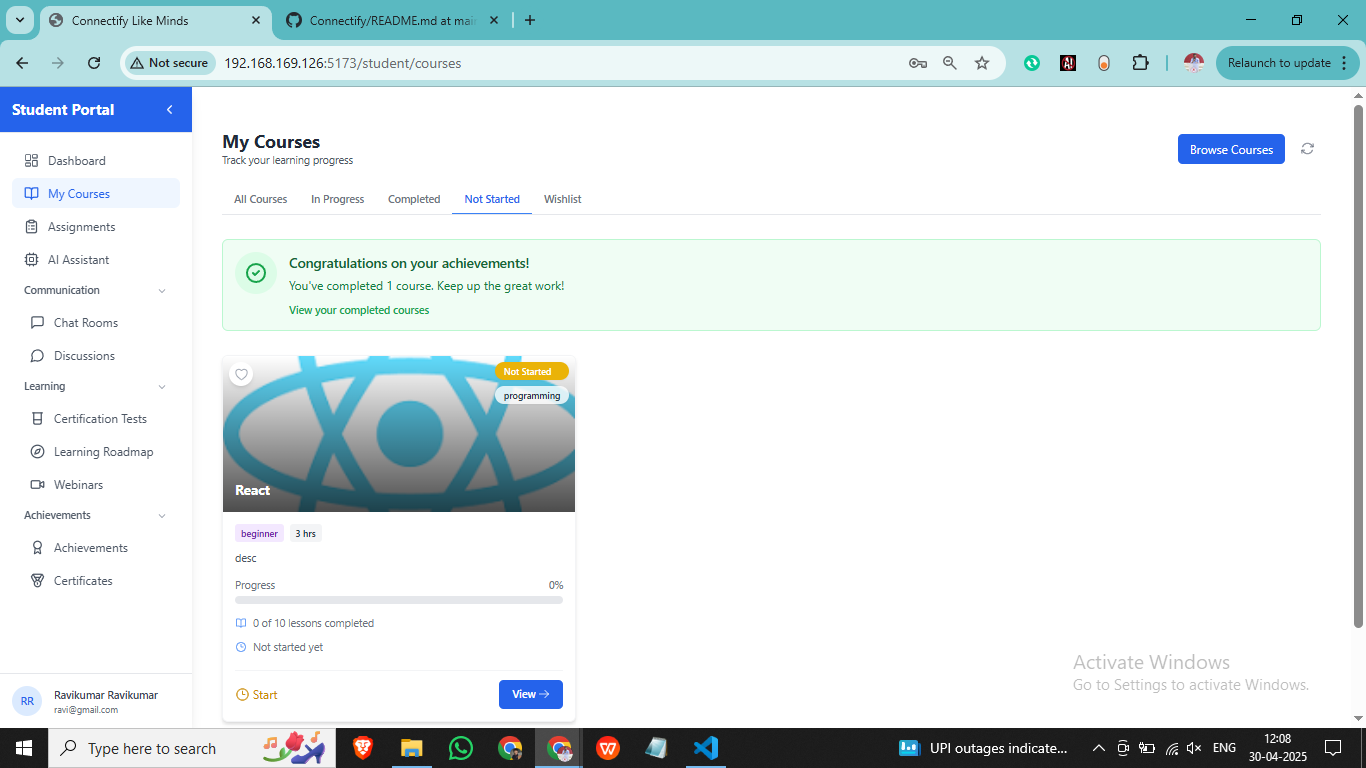 Connectify Like Minds
Connectify/README.md at mai
Not secure
192.168.169.126:5173/student/courses
Relaunch to update
Student Portal
Dashboard
My Courses
Assignments
AI Assistant
Communication
Chat Rooms
Discussions
Learning
Certification Tests
Learning Roadmap
Webinars
Achievements
Achievements
Certificates
RR
Ravikumar Ravikumar
ravi@gmail.com
My Courses
Track your learning progress
Browse Courses
All Courses
In Progress
Completed
Not Started
Wishlist
Congratulations on your achievements!
You've completed 1 course. Keep up the great work!
View your completed courses
Not Started
programming
React
beginner
3 hrs
desc
Progress
0%
0 of 10 lessons completed
Not started yet
Start
View
Activate Windows
Go to Settings to activate Windows.
Type here to search
UPI outages indicate...
ENG
12:08
30-04-2025